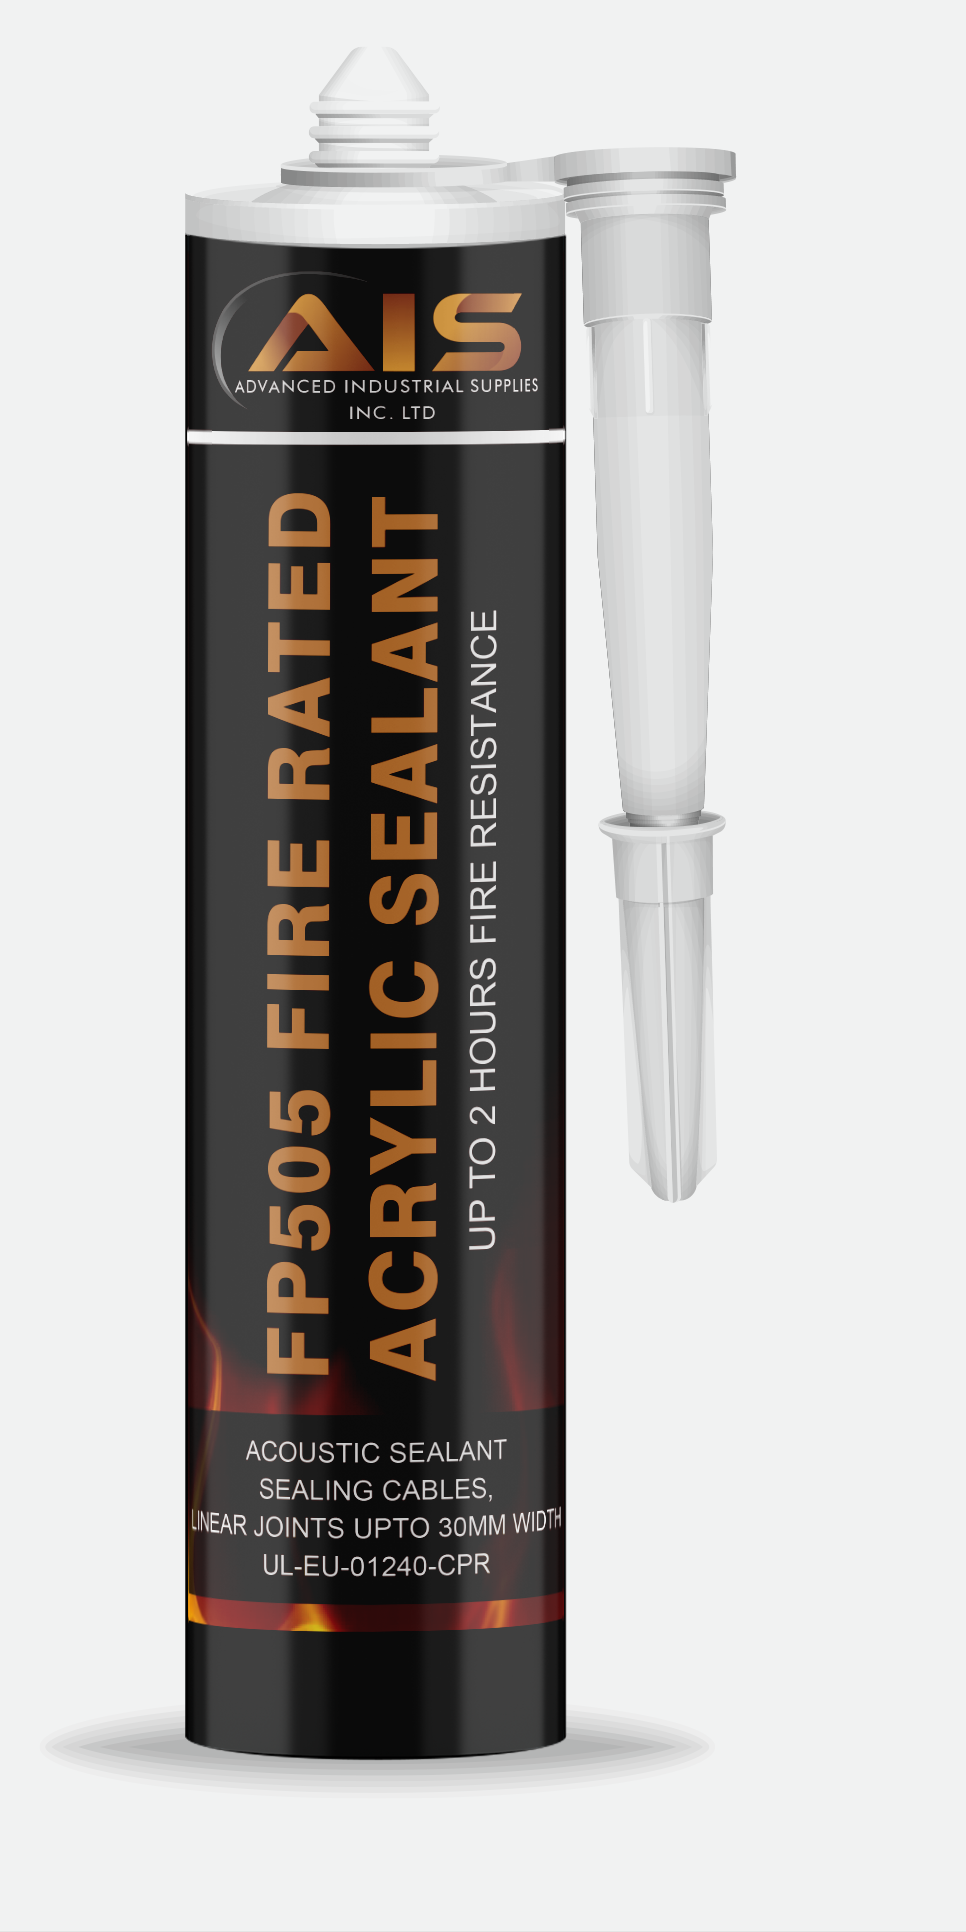 AIS
ADVANCED INDUSTRIAL SUPPLIES
INC. LTD
FP505 FIRE RATED
ACRYLIC SEALANT
UP TO 2 HOURS FIRE RESISTANCE
ACOUSTIC SEALANT
SEALING CABLES,
LINEAR JOINTS UPTO 30MM WIDTH
UL-EU-01240-CPR